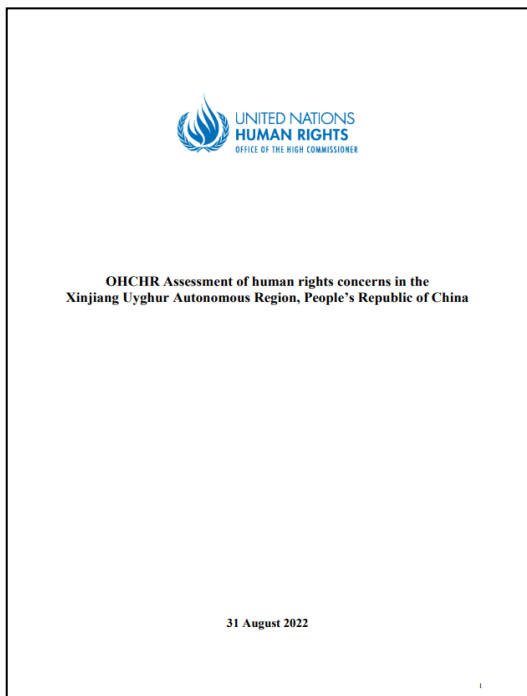 UNITED NATIONS
HUMAN RIGHTS
OFFICE OF THE HIGH COMMISSIONER
OHCHR Assessment of human rights concerns in the
Xinjiang Uyghur Autonomous Region, People's Republic of China
31 August 2022